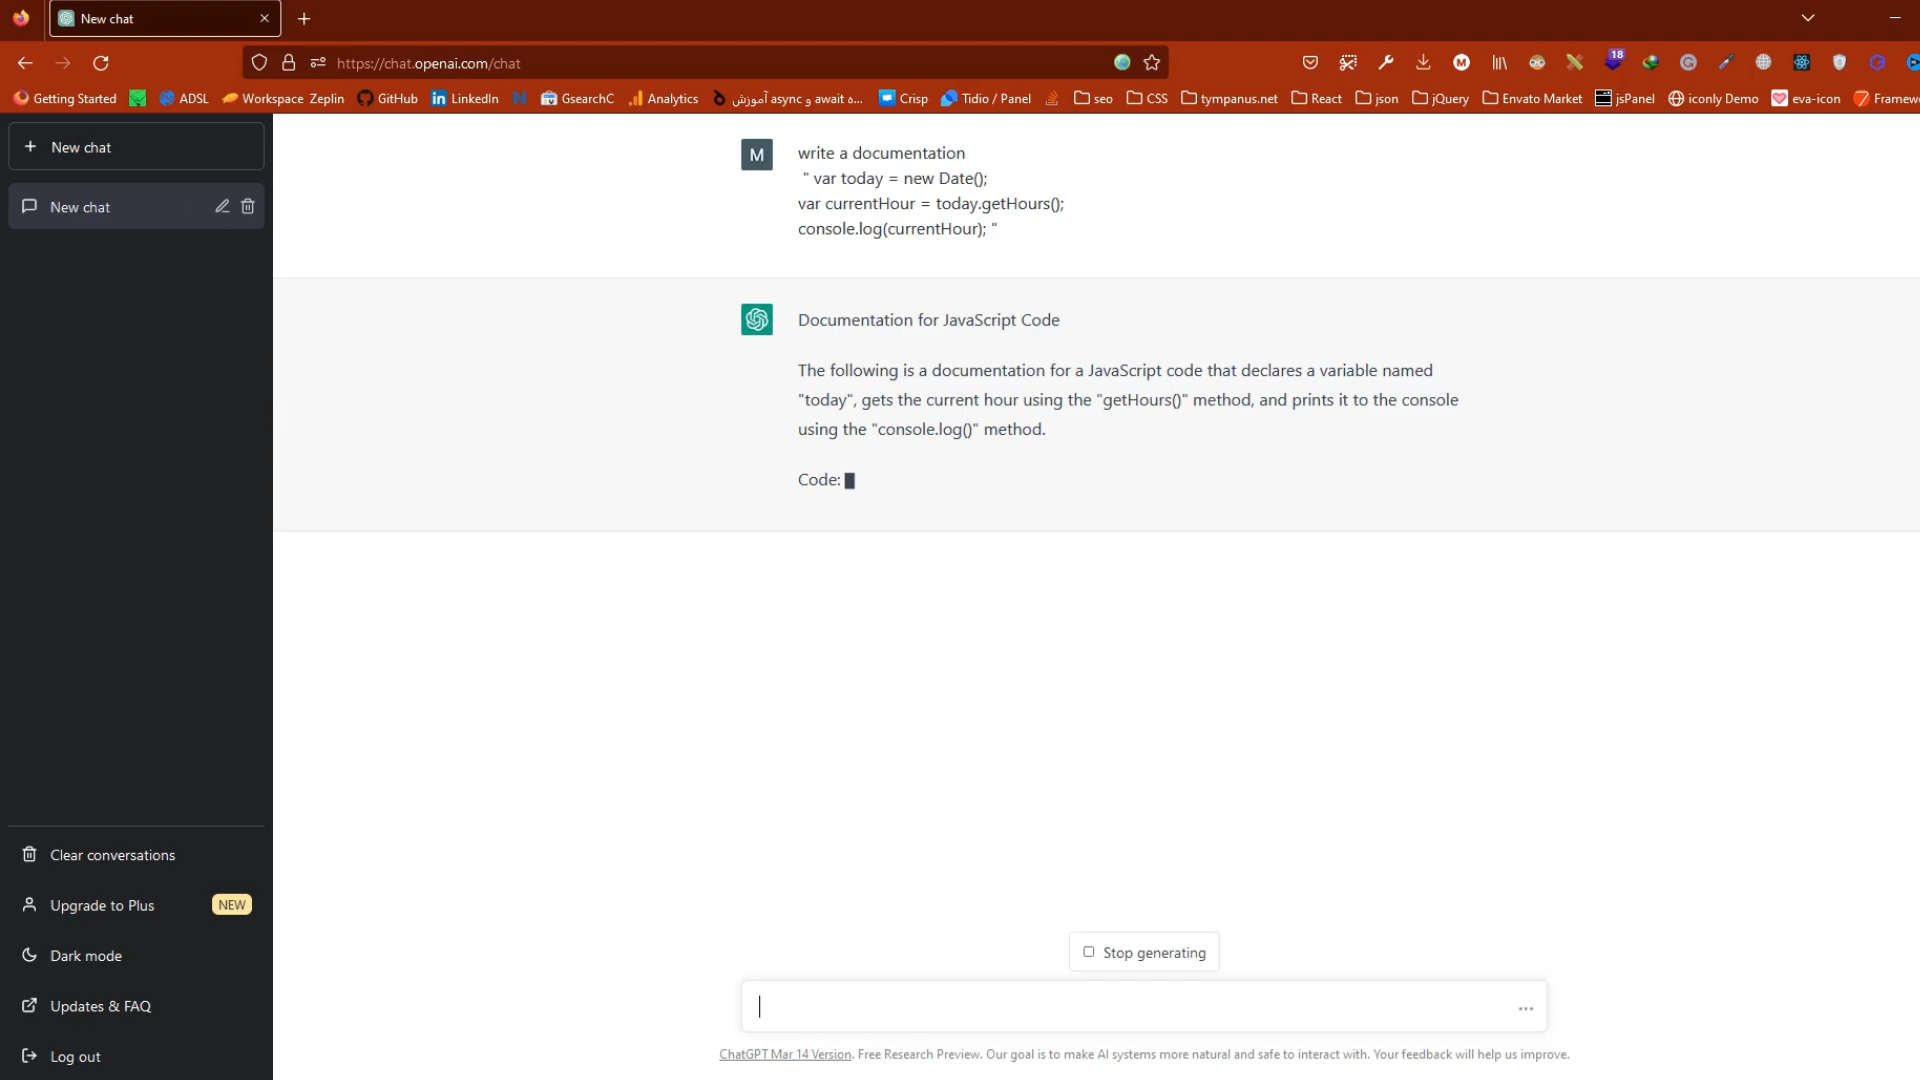 New chat
https://chat.openai.com/chat
18
Getting Started
ADSL
Workspace Zeplin
GitHub
LinkedIn
GsearchC
Analytics
آموزش async و await ه...
Crisp
Tidio / Panel
seo
CSS
tympanus.net
React
json
jQuery
Envato Market
jsPanel
iconly Demo
eva-icon
Framew
New chat
New chat
M
write a documentation
" var today = new Date();
var currentHour = today.getHours();
console.log(currentHour); "
Documentation for JavaScript Code
The following is a documentation for a JavaScript code that declares a variable named
"today", gets the current hour using the "getHours()" method, and prints it to the console
using the "console.log()" method.
Code:
Clear conversations
Upgrade to Plus
NEW
Dark mode
Updates & FAQ
Log out
Stop generating
ChatGPT Mar 14 Version. Free Research Preview. Our goal is to make AI systems more natural and safe to interact with. Your feedback will help us improve.